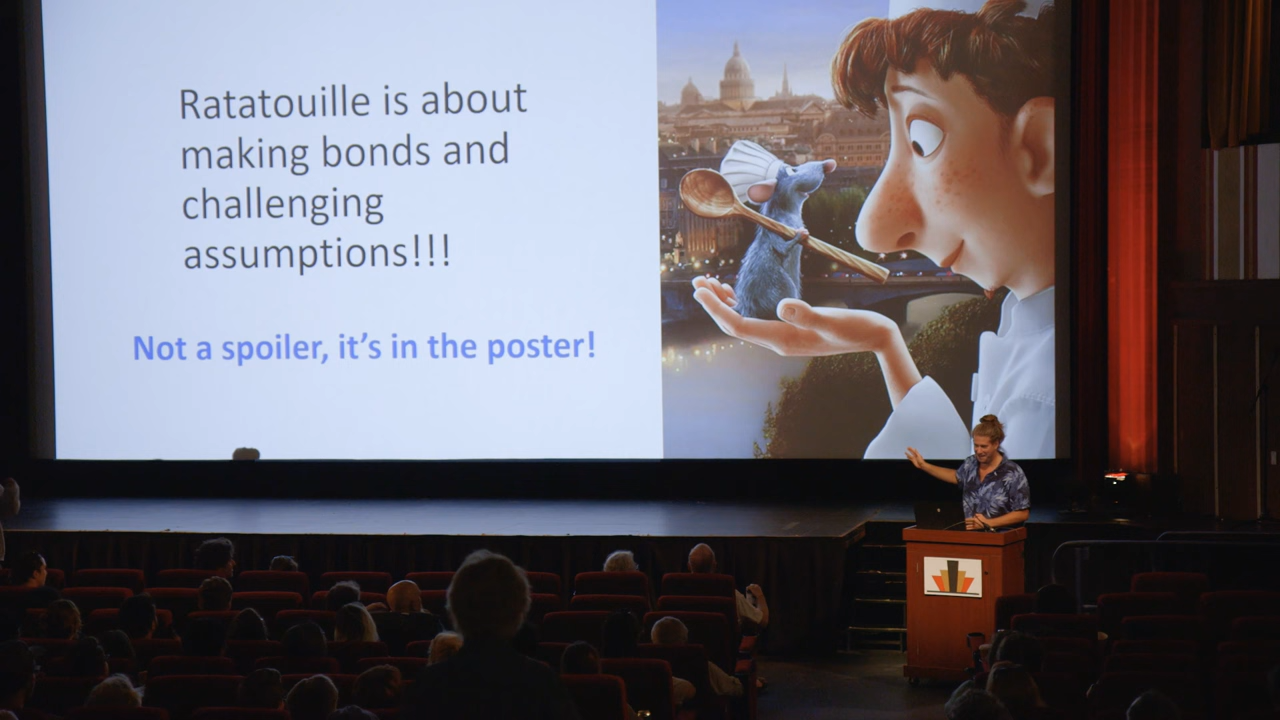 Ratatouille is about
making bonds and
challenging
assumptions!!!
Not a spoiler, it’s in the poster!